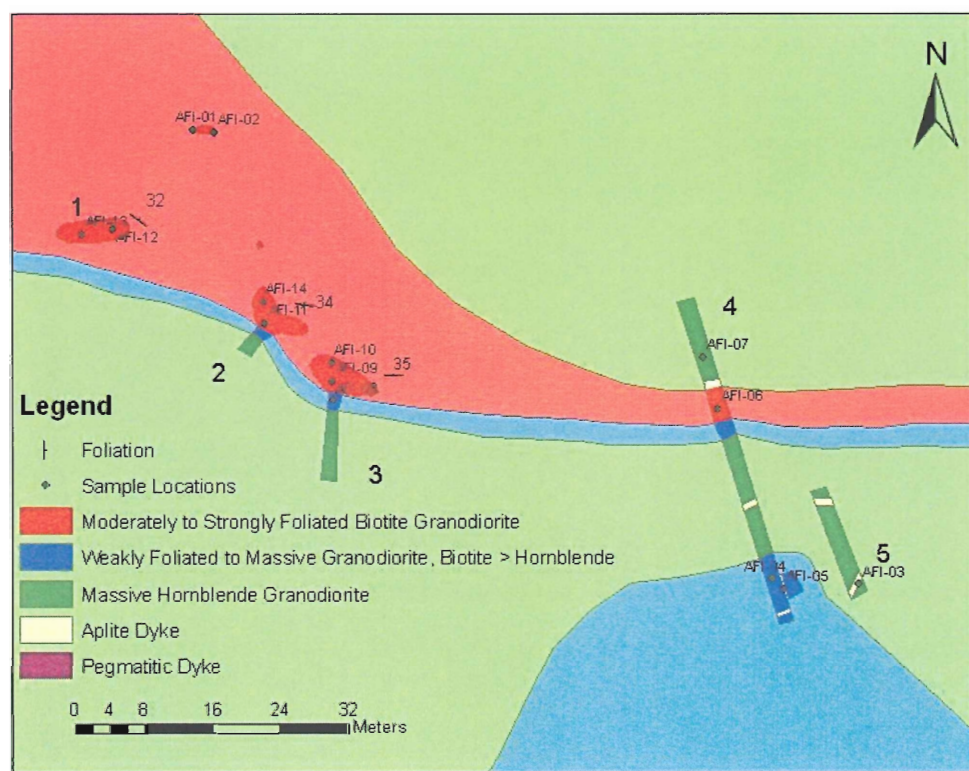 N
AFI-01 AFI-02
32
1
AFI-12
AFI-14
34
AFI-11
4
AFI-07
2
AFI-10
35
AFI-09
AFI-06
3
5
AFI-05
AFI-03
Legend
Foliation
Sample Locations
Moderately to Strongly Foliated Biotite Granodiorite
Weakly Foliated to Massive Granodiorite, Biotite > Hornblende
Massive Hornblende Granodiorite
Aplite Dyke
Pegmatitic Dyke
0 4 8 16 24 32
Meters